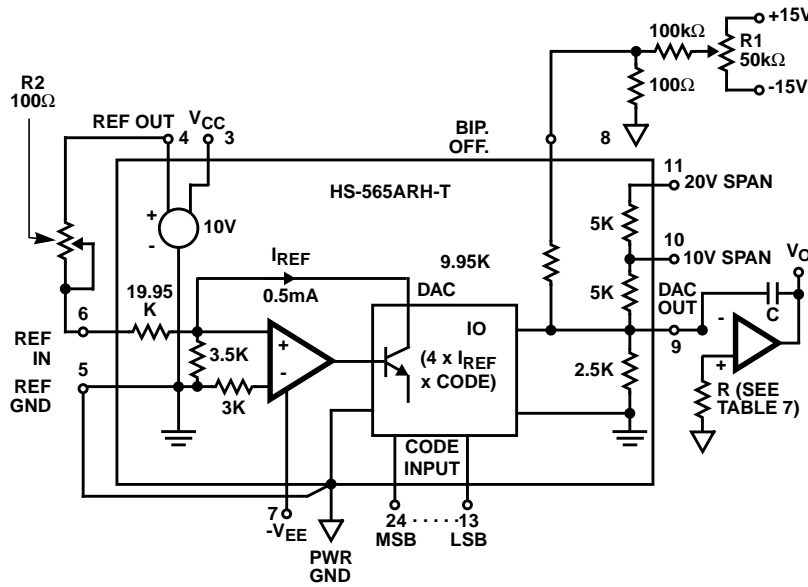 100kΩ
+15V
R1
50kΩ
R2
100Ω
100Ω
-15V
REF OUT
VCC
4
3
BIP.
OFF.
8
11
HS-565ARH-T
20V SPAN
+
-
10V
5K
10
10V SPAN
VO
IREF
9.95K
6
19.95
K
0.5mA
DAC
5K
DAC
OUT
C
REF
IN
+
-
3.5K
IO
(4 x IREF
x CODE)
9
-
+
5
REF
GND
3K
2.5K
R (SEE
TABLE 7)
CODE
INPUT
7
-VEE
PWR
GND
24 . . . . . 13
MSB
LSB